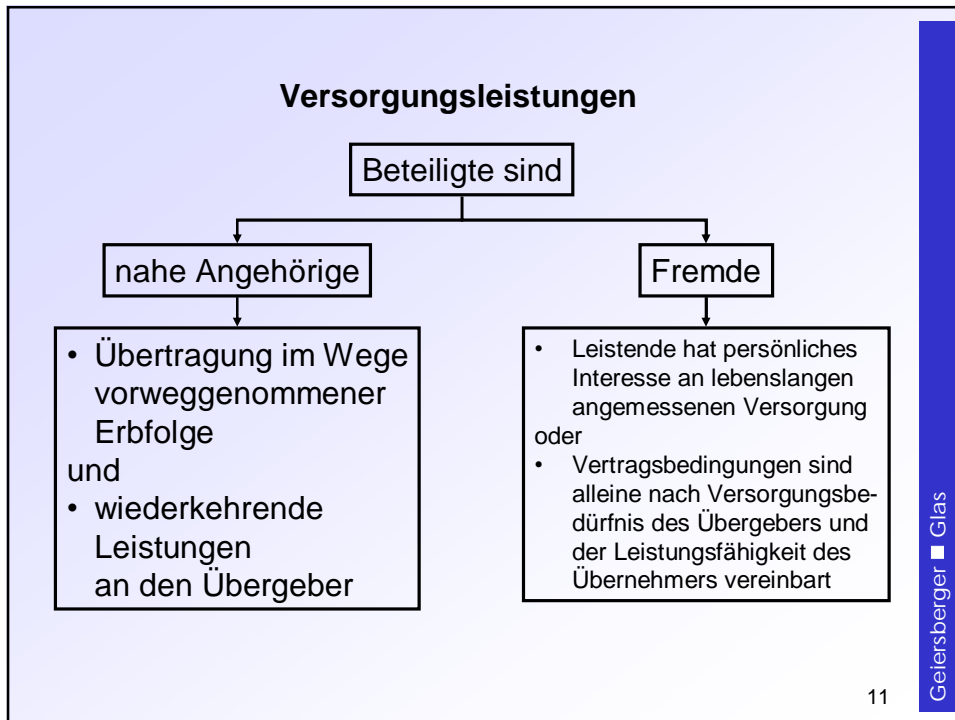 Versorgungsleistungen
Beteiligte sind
nahe Angehörige
Fremde
• Übertragung im Wege
vorweggenommener
Erbfolge
und
• wiederkehrende
Leistungen
an den Übergeber
• Leistende hat persönliches
Interesse an lebenslangen
angemessenen Versorgung
oder
• Vertragsbedingungen sind
alleine nach Versorgungsbe-
dürfnis des Übergebers und
der Leistungsfähigkeit des
Übernehmers vereinbart
Geiersberger ■ Glas
11